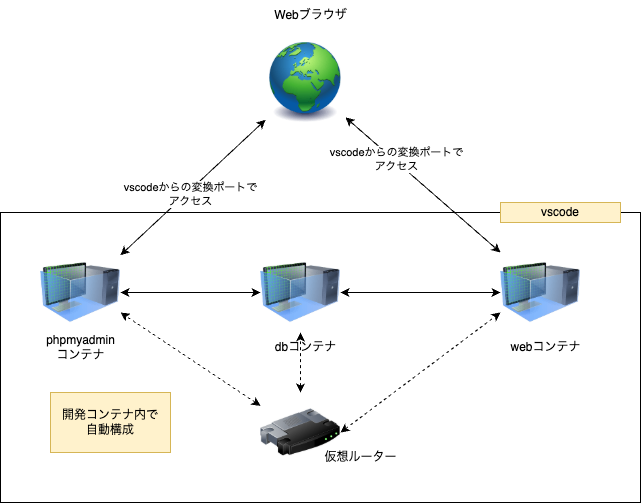 Webブラウザ
vscodeからの変換ポートで
アクセス
vscodeからの変換ポートで
アクセス
vscode
phpmyadmin
コンテナ
dbコンテナ
webコンテナ
開発コンテナ内で
自動構成
仮想ルーター